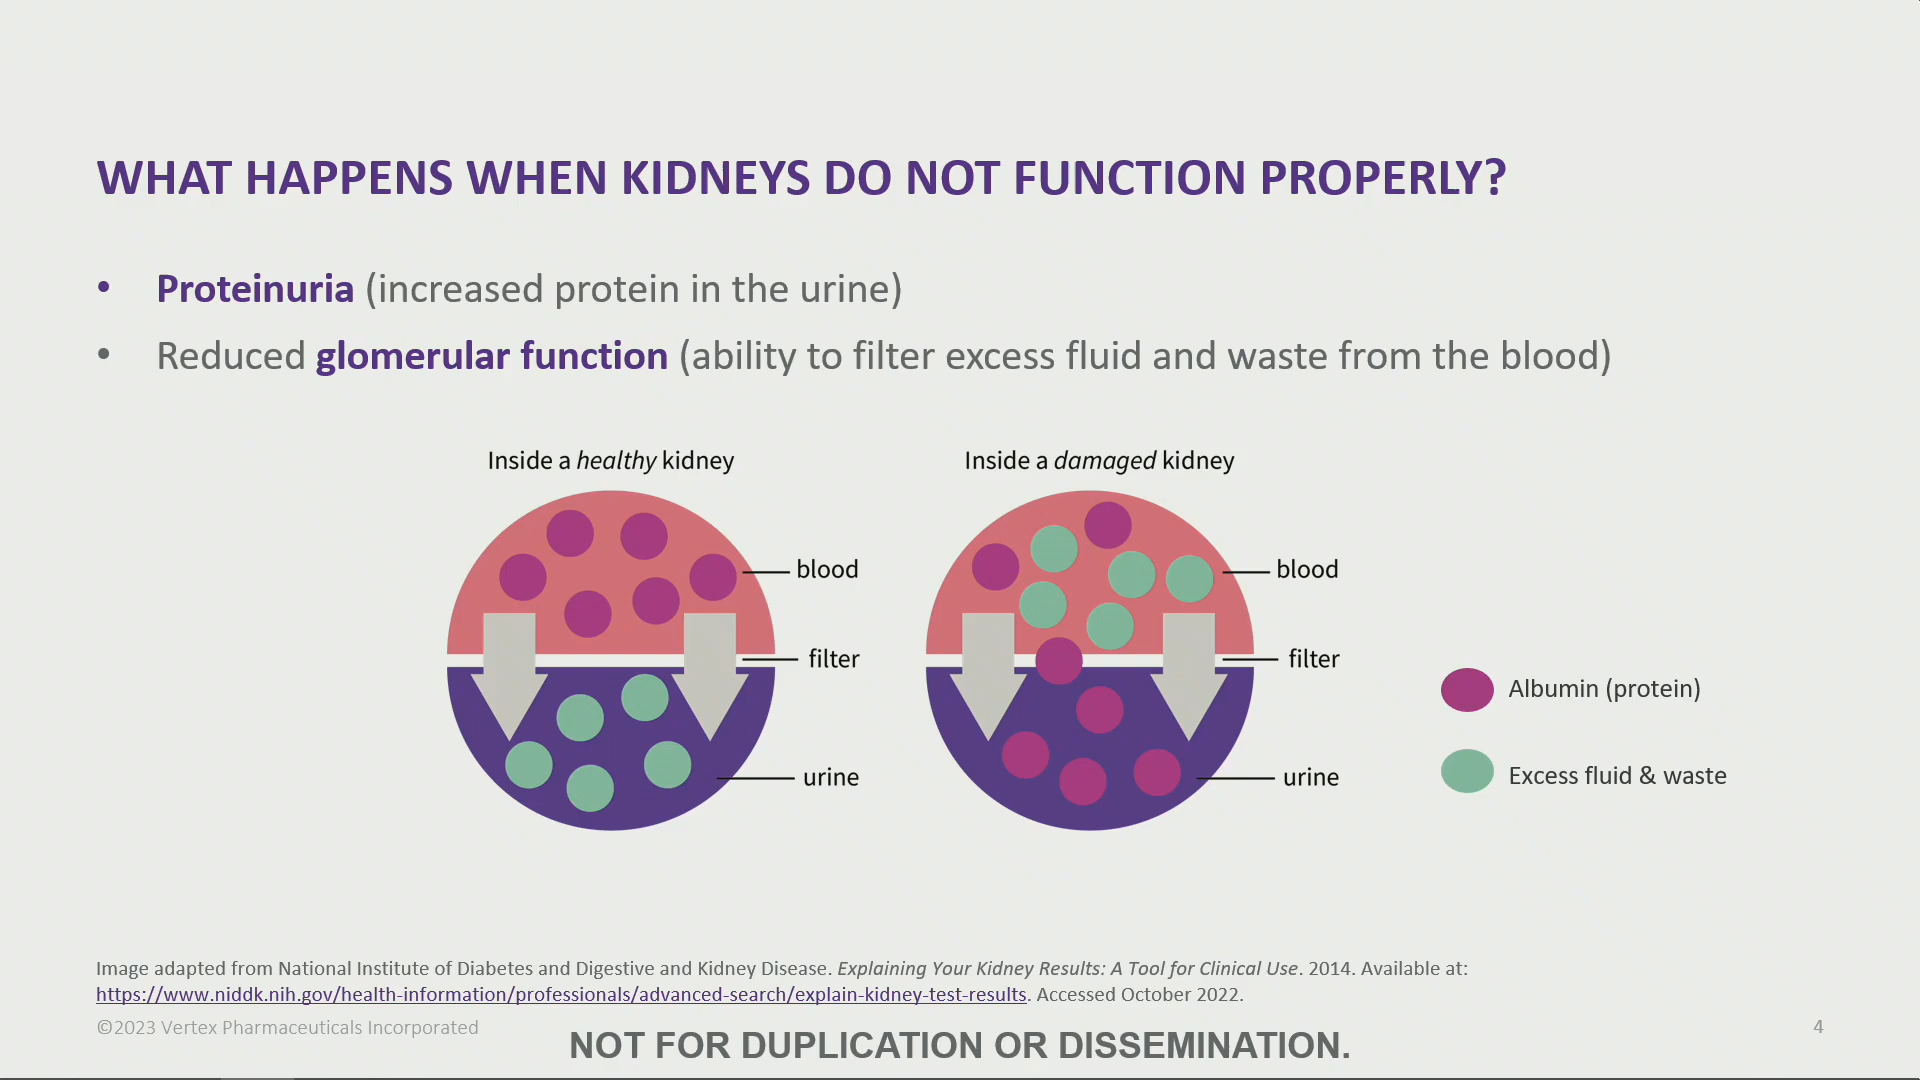 WHAT HAPPENS WHEN KIDNEYS DO NOT FUNCTION PROPERLY?
• Proteinuria (increased protein in the urine)
• Reduced glomerular function (ability to filter excess fluid and waste from the blood)
Inside a healthy kidney
blood
filter
urine
Inside a damaged kidney
blood
filter
urine
Albumin (protein)
Excess fluid & waste
Image adapted from National Institute of Diabetes and Digestive and Kidney Disease. Explaining Your Kidney Results: A Tool for Clinical Use. 2014. Available at:
https://www.niddk.nih.gov/health-information/professionals/advanced-search/explain-kidney-test-results. Accessed October 2022.
©2023 Vertex Pharmaceuticals Incorporated
NOT FOR DUPLICATION OR DISSEMINATION.
4